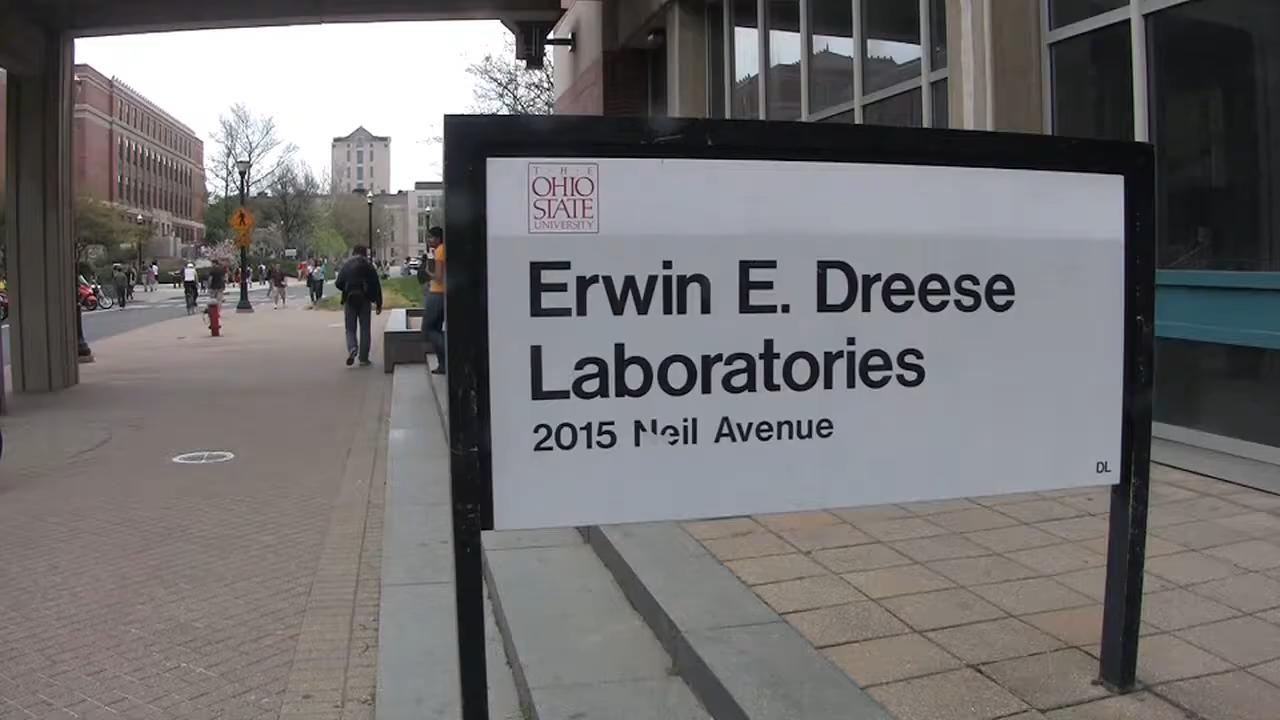 THE
OHIO
STATE
UNIVERSITY
Erwin E. Dreese
Laboratories
2015 Neil Avenue
DL